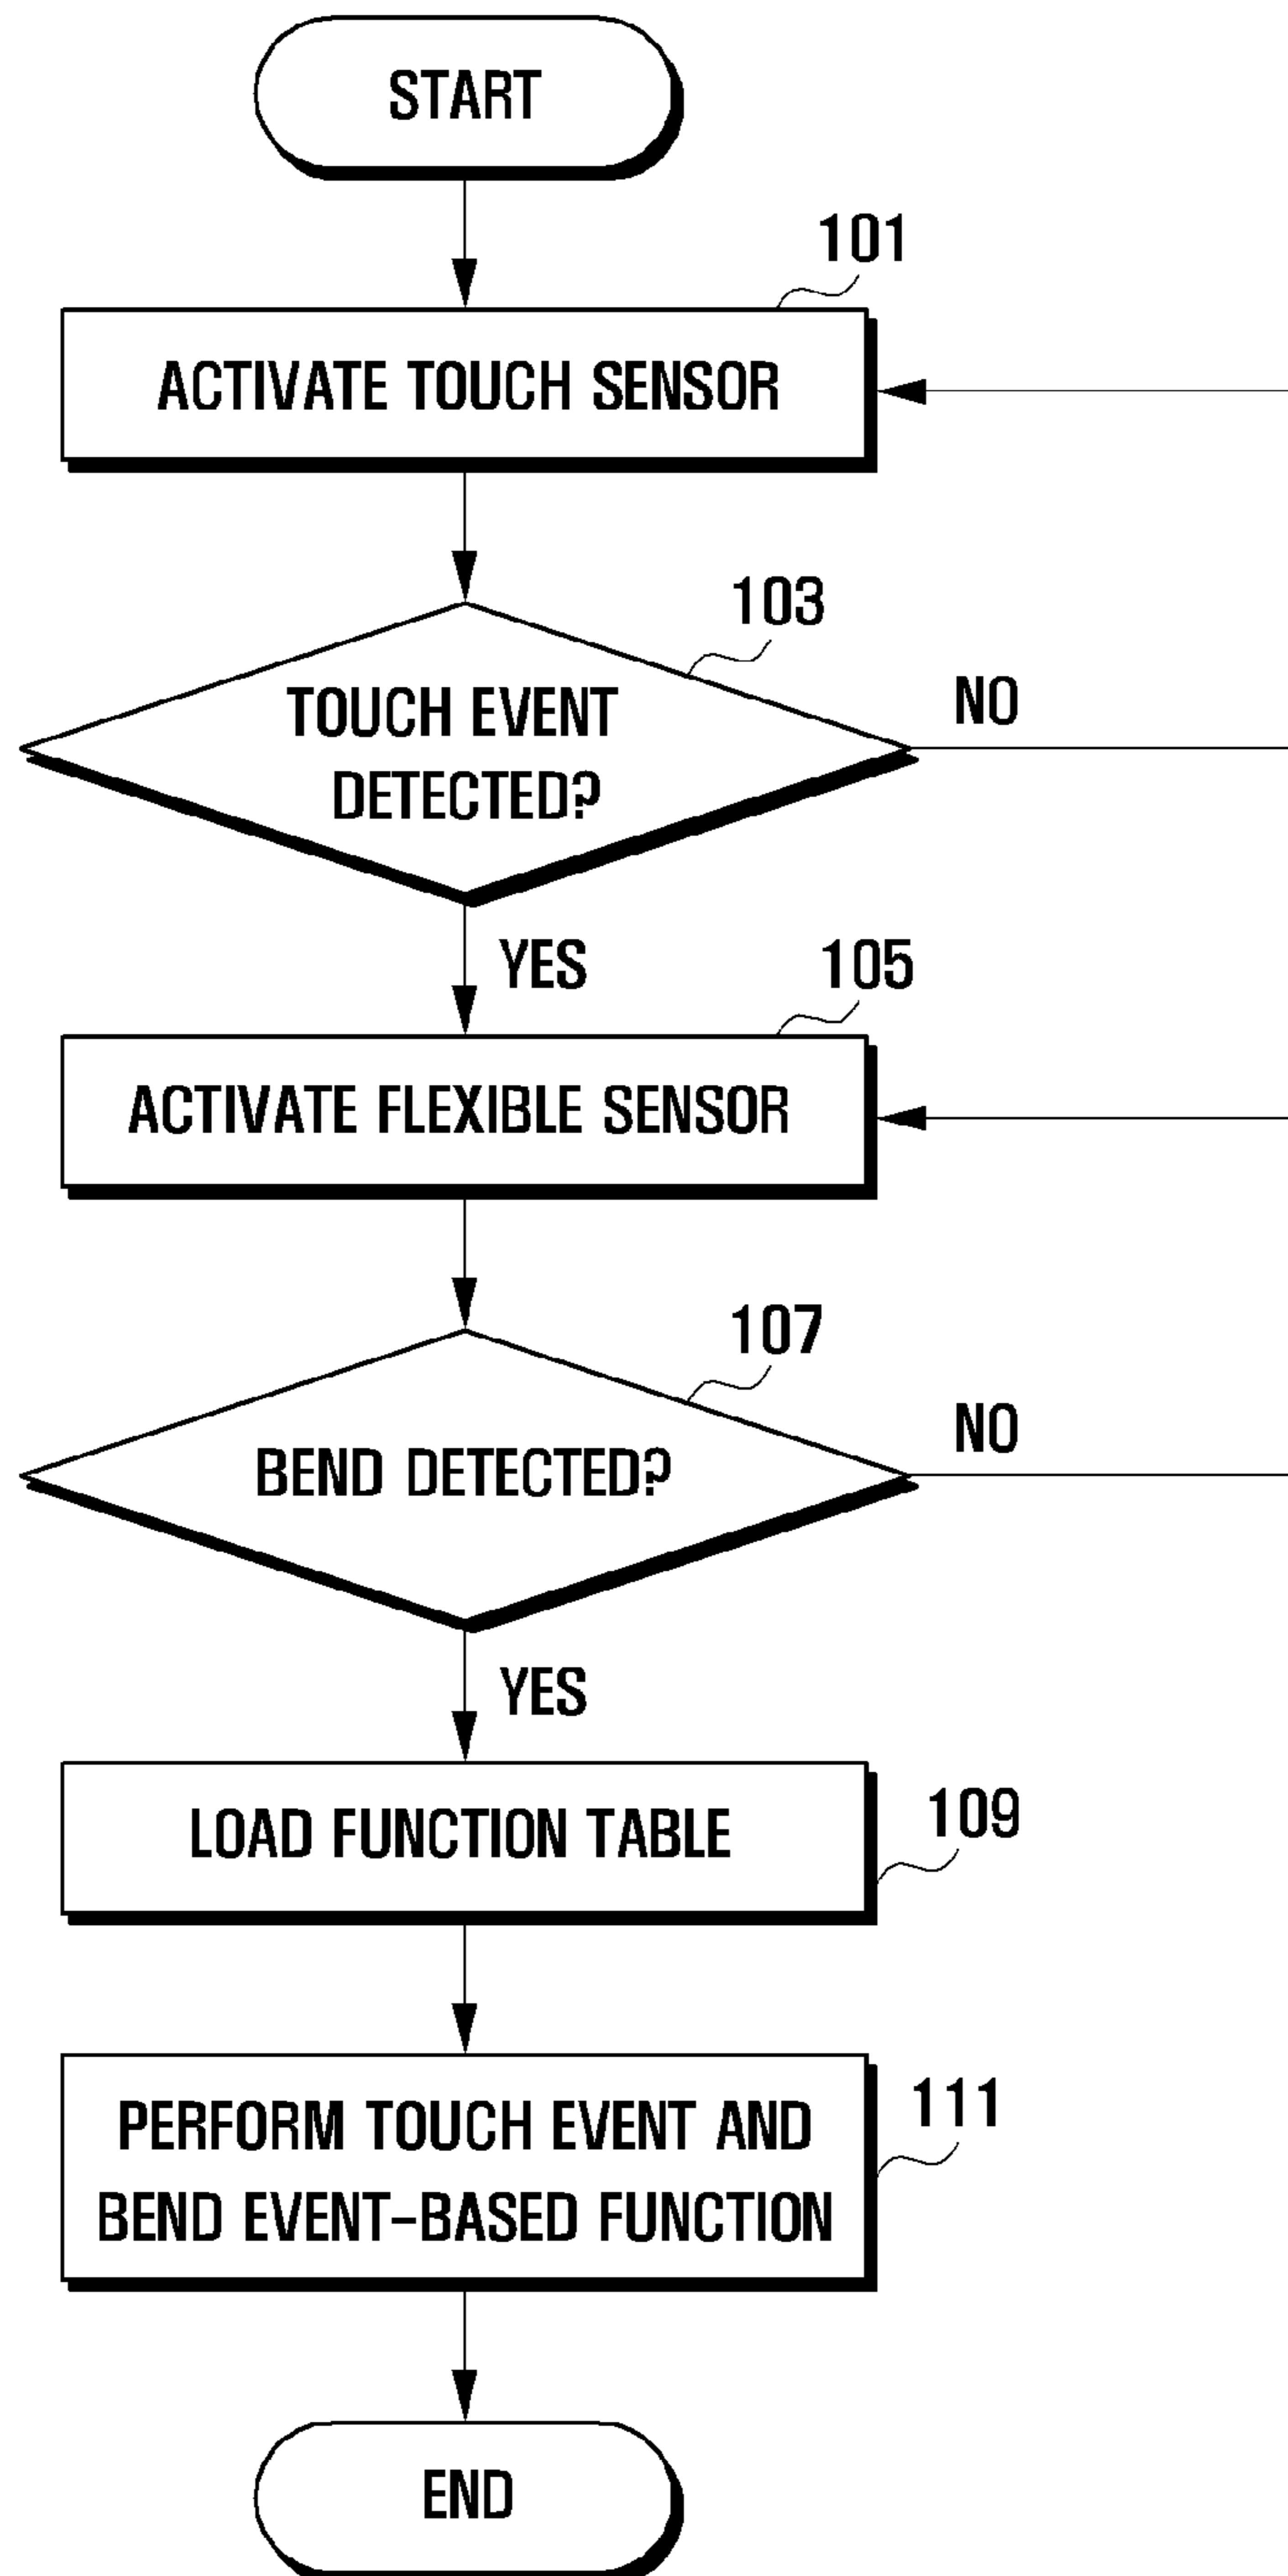 START
101
ACTIVATE TOUCH SENSOR
103
TOUCH EVENT
DETECTED?
NO
YES
105
ACTIVATE FLEXIBLE SENSOR
107
BEND DETECTED?
NO
YES
LOAD FUNCTION TABLE
109
PERFORM TOUCH EVENT AND
BEND EVENT-BASED FUNCTION
111
END